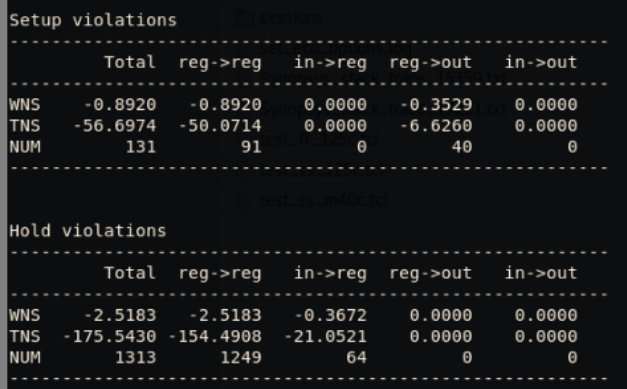 Setup violations
--------------------------------------------------------------
Total reg->reg in->reg reg->out in->out
--------------------------------------------------------------
WNS -0.8920 -0.8920 0.0000 -0.3529 0.0000
TNS -56.6974 -50.0714 0.0000 -6.6260 0.0000
NUM 131 91 0 40 0
--------------------------------------------------------------
Hold violations
--------------------------------------------------------------
Total reg->reg in->reg reg->out in->out
--------------------------------------------------------------
WNS -2.5183 -2.5183 -0.3672 0.0000 0.0000
TNS -175.5430 -154.4908 -21.0521 0.0000 0.0000
NUM 1313 1249 64 0 0
--------------------------------------------------------------
sessions
test_ss_m40c.tcl